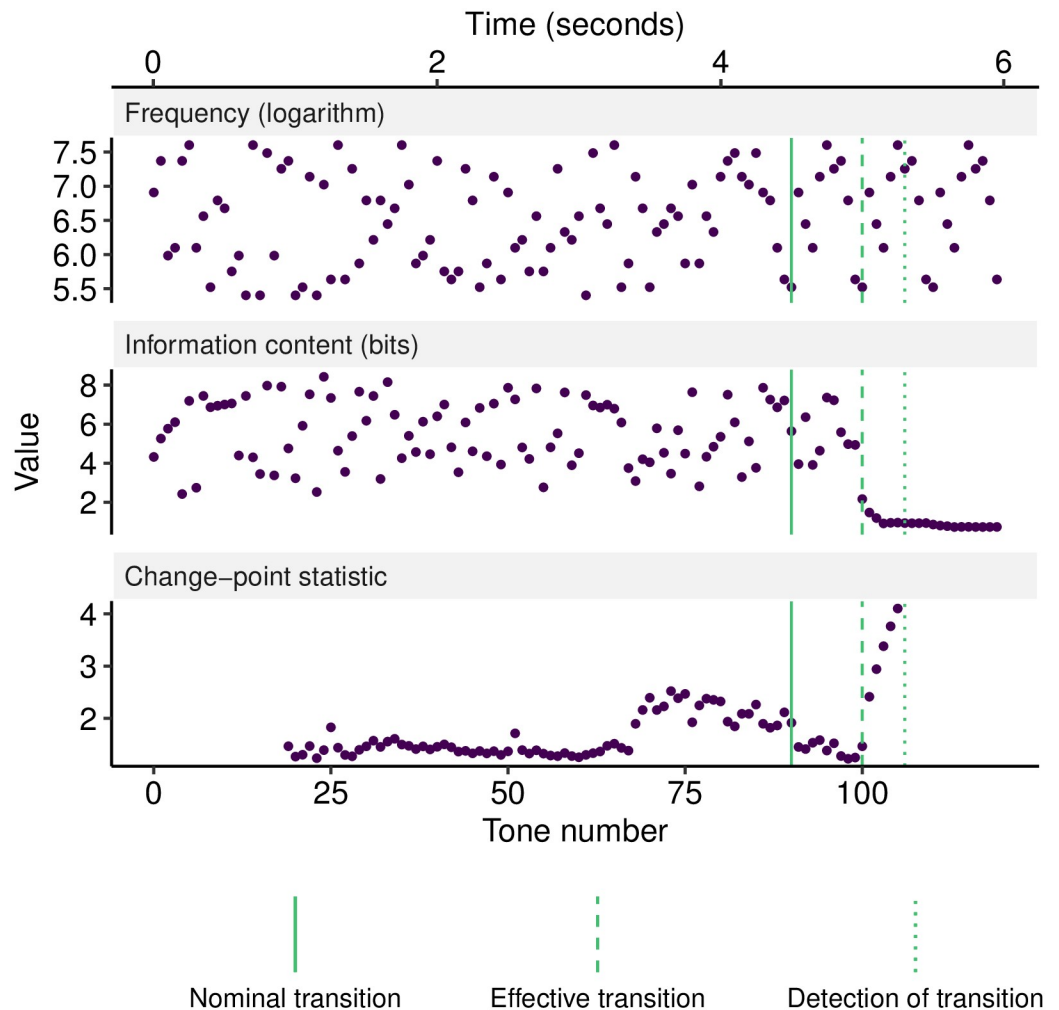 Time (seconds)
0 2 4 6
Frequency (logarithm)
7.5
7.0
6.5
6.0
5.5
Information content (bits)
8
6
4
2
Value
Change−point statistic
4
3
2
0 25 50 75 100
Tone number
Nominal transition Effective transition Detection of transition